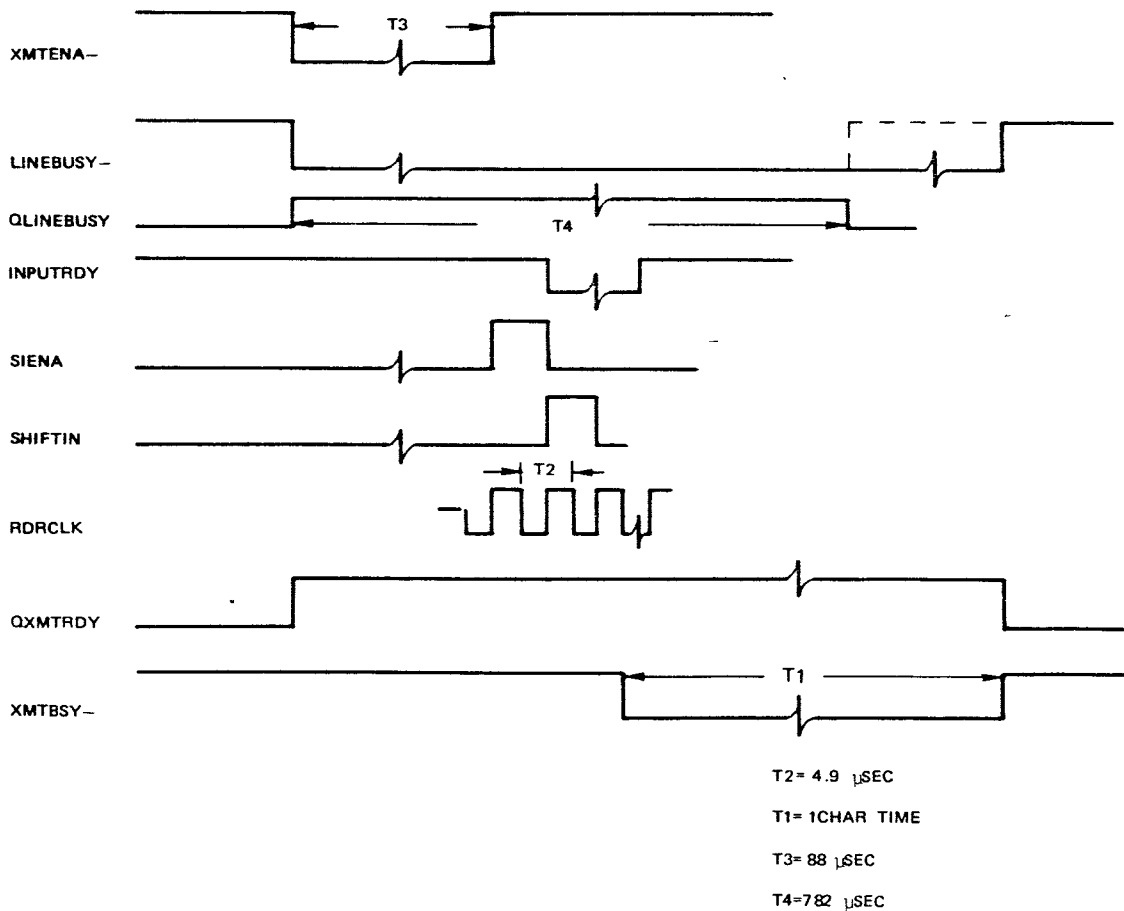 T3
XMTENA–
LINEBUSY–
QLINEBUSY
T4
INPUTRDY
SIENA
SHIFTIN
T2
RDRCLK
QXMTRDY
T1
XMTBSY–
T2= 4.9 µSEC
T1= 1CHAR TIME
T3= 88 µSEC
T4=782 µSEC